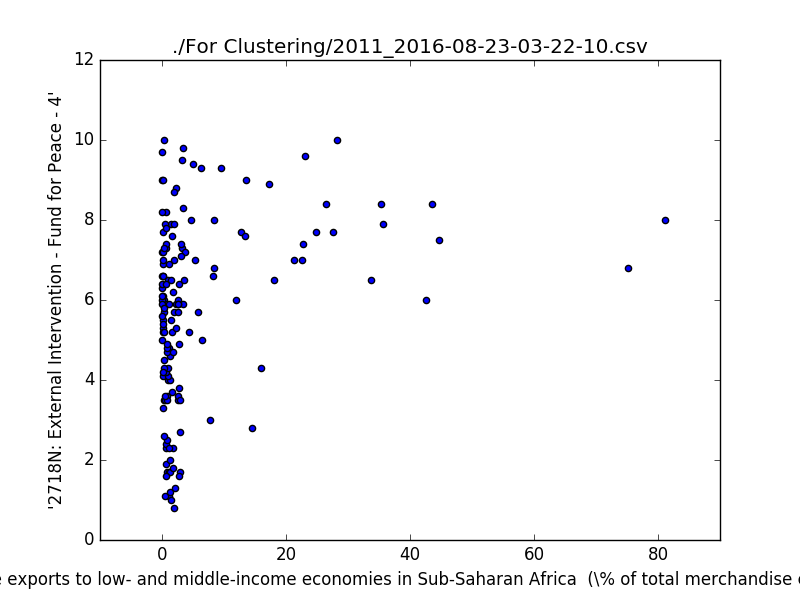 ./For Clustering/2011_2016-08-23-03-22-10.csv
'2718N: External Intervention - Fund for Peace - 4'
12
10
8
6
4
2
0
0 20 40 60 80
exports to low- and middle-income economies in Sub-Saharan Africa (\% of total merchandise